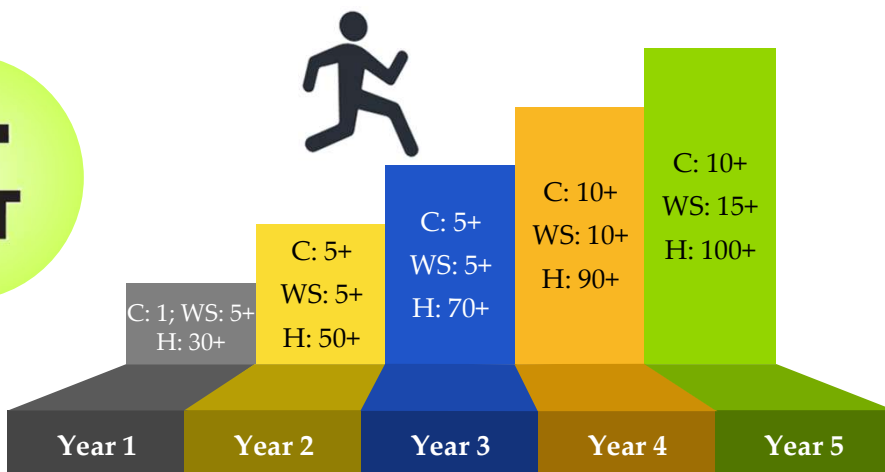 C: 1; WS: 5+
H: 30+
C: 5+
WS: 5+
H: 50+
C: 5+
WS: 5+
H: 70+
C: 10+
WS: 10+
H: 90+
C: 10+
WS: 15+
H: 100+
Year 1
Year 2
Year 3
Year 4
Year 5